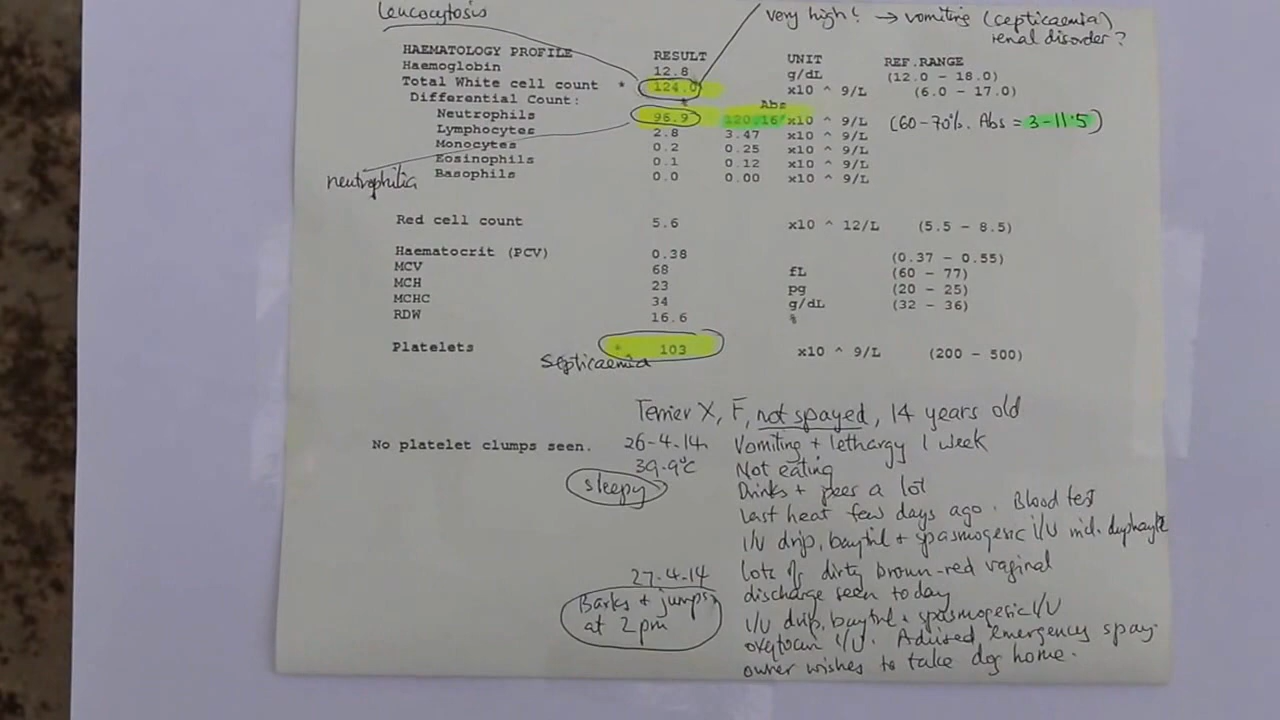 Leucocytosis
very high! → vomiting (cepticaemia)
renal disorder?
HAEMATOLOGY PROFILE RESULT UNIT REF.RANGE
Haemoglobin 12.8 g/dL (12.0 - 18.0)
Total White cell count * 124.0 x10 ^ 9/L (6.0 - 17.0)
Differential Count: Abs
Neutrophils 96.9 120.16 x10 ^ 9/L (60-70%. Abs = 3-11.5)
Lymphocytes 2.8 3.47 x10 ^ 9/L
Monocytes 0.2 0.25 x10 ^ 9/L
Eosinophils 0.1 0.12 x10 ^ 9/L
Basophils 0.0 0.00 x10 ^ 9/L
neutrophilia
Red cell count 5.6 x10 ^ 12/L (5.5 - 8.5)
Haematocrit (PCV) 0.38 (0.37 - 0.55)
MCV 68 fL (60 - 77)
MCH 23 pg (20 - 25)
MCHC 34 g/dL (32 - 36)
RDW 16.6 %
Platelets * 103 x10 ^ 9/L (200 - 500)
Septicaemia
Terrier X, F, not spayed, 14 years old
No platelet clumps seen. 26-4-14 Vomiting + lethargy 1 week
39.9°C Not eating
sleepy Drinks + pees a lot
last heat few days ago. Blood test
I/V drip, baytril + spasmogesic I/V incl.
27-4-14 lots of dirty brown-red vaginal
discharge seen today
Barks + jumps I/V drip, baytril + spasmogesic I/V
at 2 pm oxytocin I/V. Advised emergency spay.
owner wishes to take dog home.